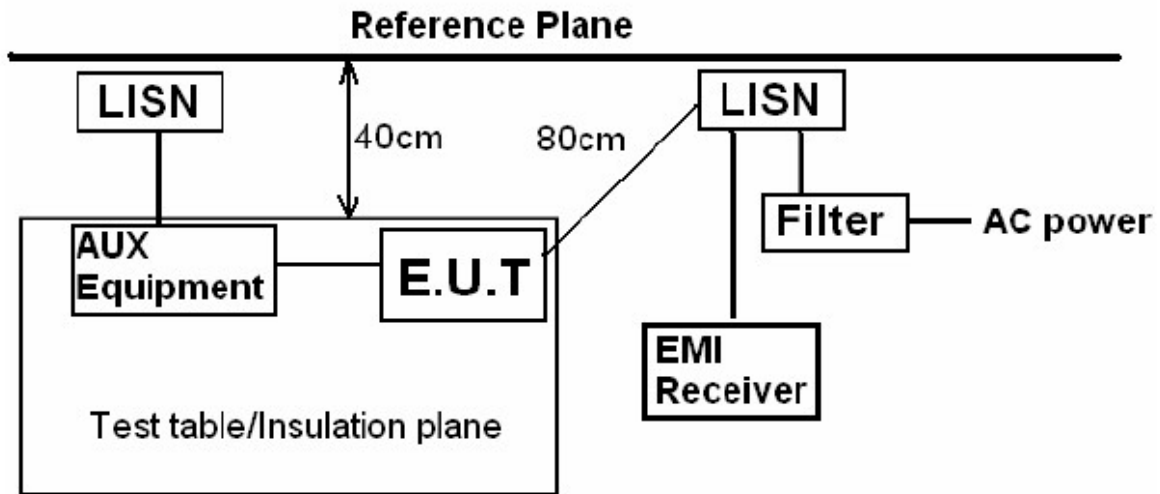 Reference Plane
LISN
LISN
40cm
80cm
Filter
AC power
AUX
Equipment
E.U.T
EMI
Receiver
Test table/Insulation plane